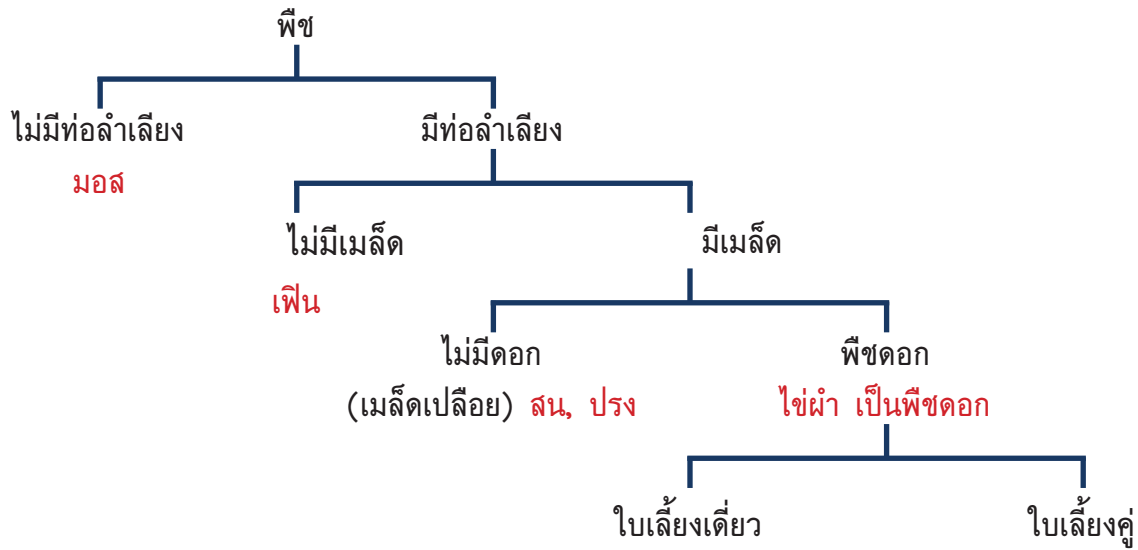 พืช
ไม่มีท่อลำเลียง มีท่อลำเลียง
มอส
ไม่มีเมล็ด มีเมล็ด
เฟิน
ไม่มีดอก พืชดอก
(เมล็ดเปลือย) สน, ปรง ไข่ผำ เป็นพืชดอก
ใบเลี้ยงเดี่ยว ใบเลี้ยงคู่